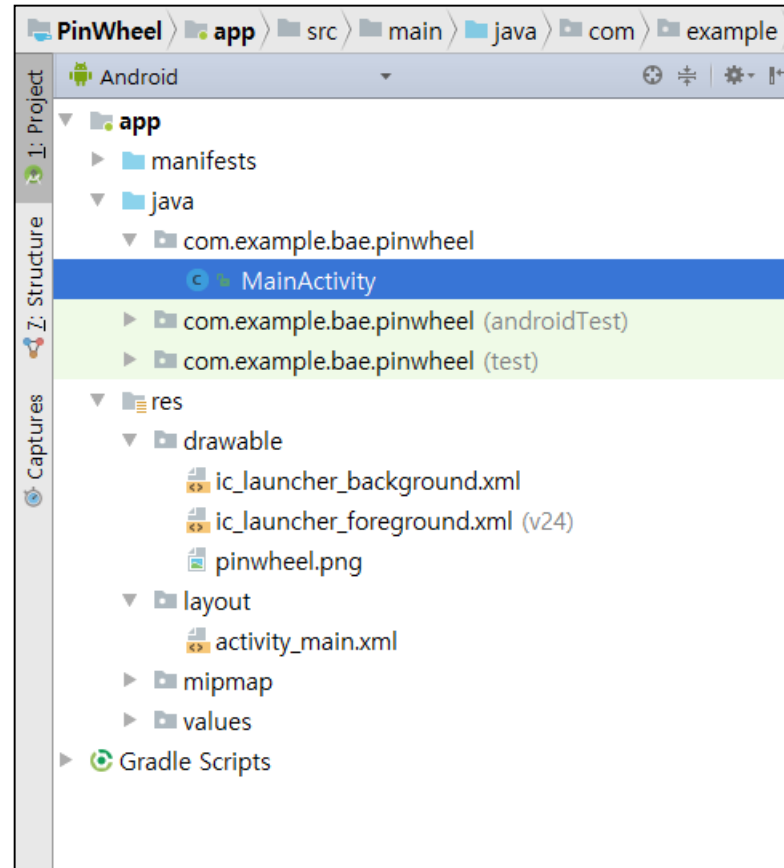 PinWheel app src main java com example
Android
1: Project
app
manifests
java
com.example.bae.pinwheel
C MainActivity
com.example.bae.pinwheel (androidTest)
com.example.bae.pinwheel (test)
res
drawable
ic_launcher_background.xml
ic_launcher_foreground.xml (v24)
pinwheel.png
layout
activity_main.xml
mipmap
values
Gradle Scripts
7: Structure
Captures